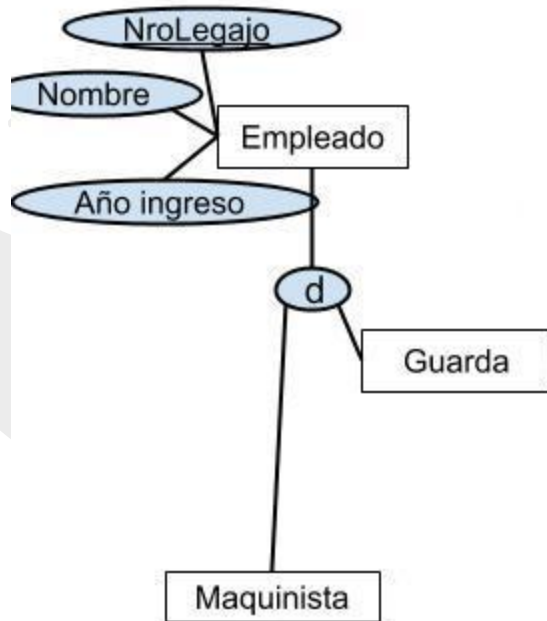 NroLegajo
Nombre
Empleado
Año ingreso
d
Guarda
Maquinista